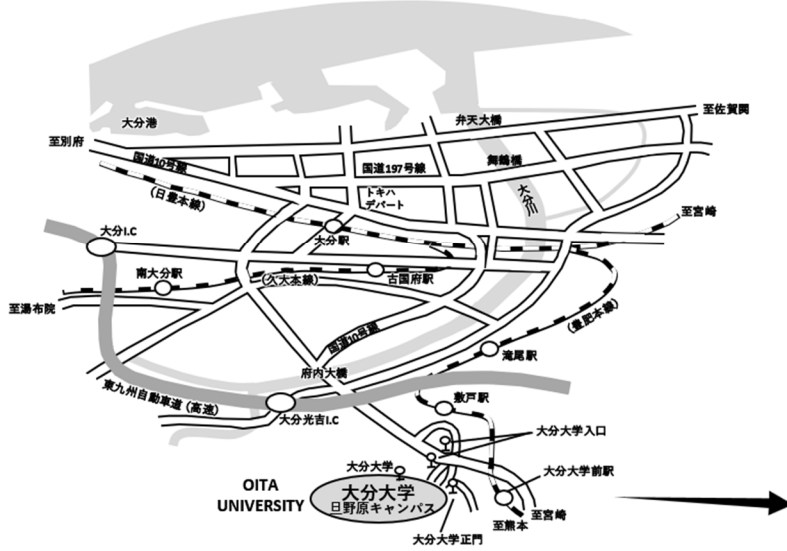 大分港
弁天大橋
至佐賀関
至別府
国道10号線
国道197号線
舞鶴橋
(日豊本線)
トキハ
デパート
大分川
至宮崎
大分I.C
大分駅
南大分駅
(久大本線)
古国府駅
至湯布院
国道10号線
(豊肥本線)
滝尾駅
府内大橋
東九州自動車道(高速)
大分光吉I.C
敷戸駅
大分大学入口
大分大学
大分大学前駅
OITA
UNIVERSITY
大分大学
日野原キャンパス
至宮崎
至熊本
大分大学正門